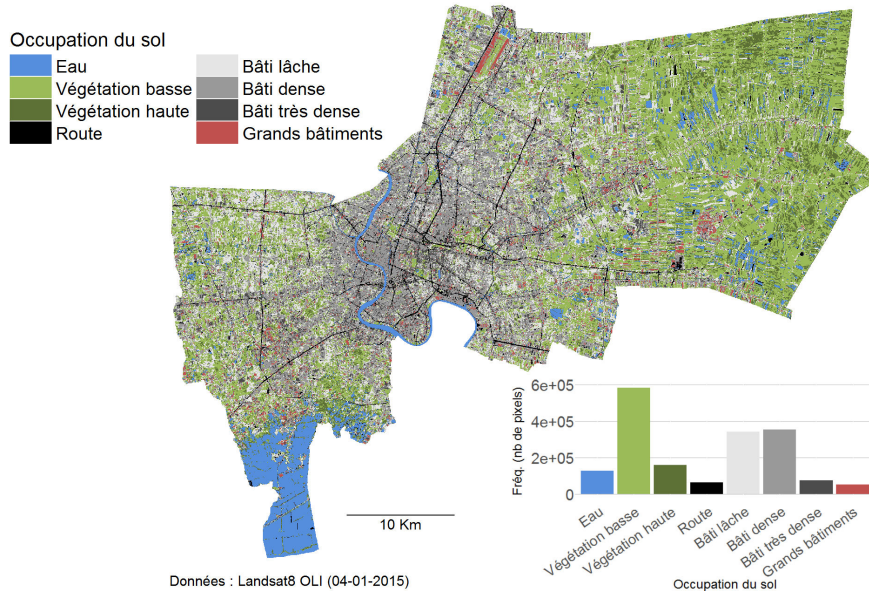 Occupation du sol
Eau
Végétation basse
Végétation haute
Route
Bâti lâche
Bâti dense
Bâti très dense
Grands bâtiments
10 Km
Données : Landsat8 OLI (04-01-2015)
Fréq. (nb de pixels)
6e+05
4e+05
2e+05
0
Eau
Végétation basse
Végétation haute
Route
Bâti lâche
Bâti dense
Bâti très dense
Grands bâtiments
Occupation du sol